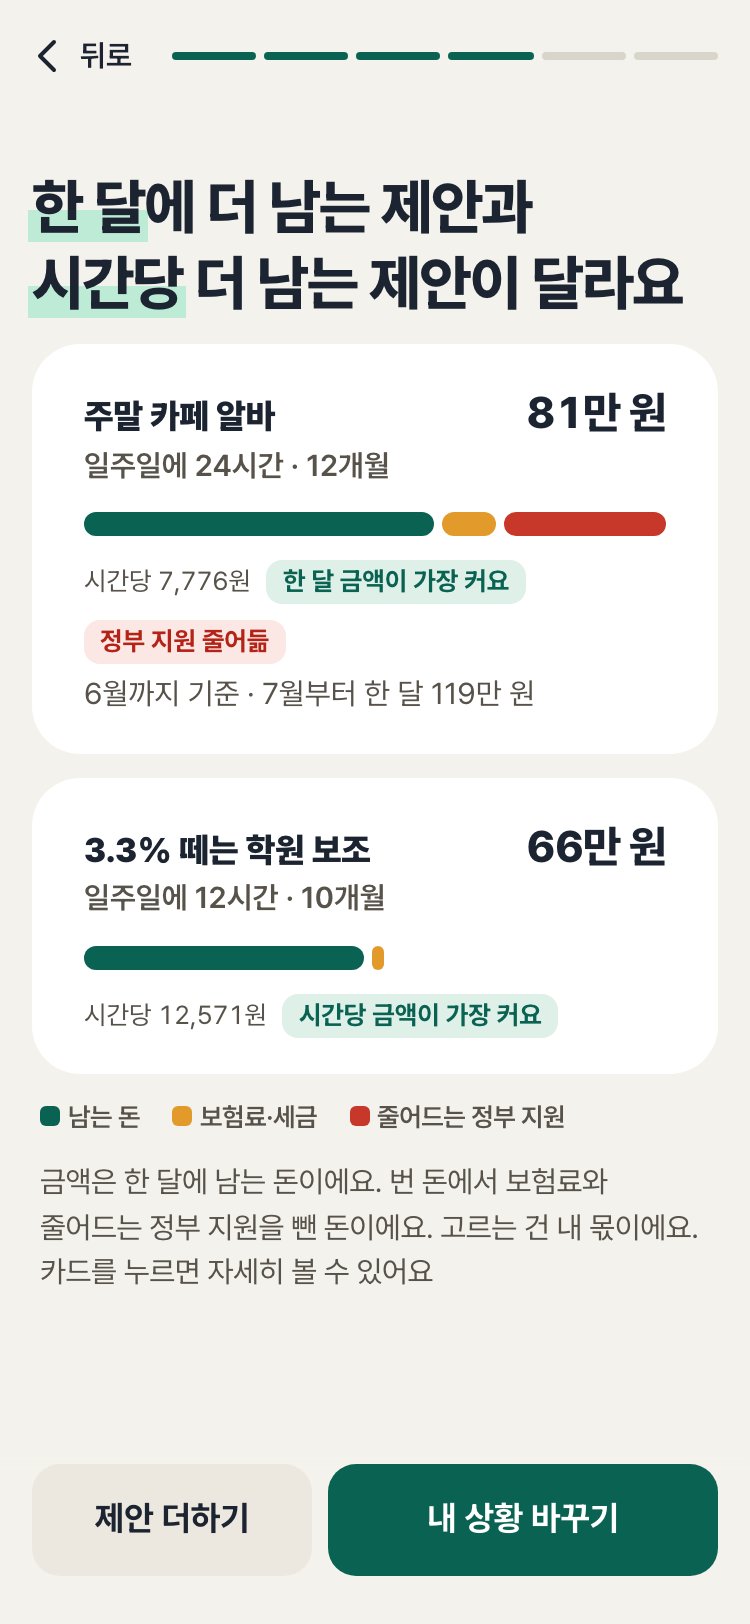 뒤로
한 달에 더 남는 제안과
시간당 더 남는 제안이 달라요
주말 카페 알바 81만 원
일주일에 24시간 · 12개월
시간당 7,776원 한 달 금액이 가장 커요
정부 지원 줄어듦
6월까지 기준 · 7월부터 한 달 119만 원
3.3% 떼는 학원 보조 66만 원
일주일에 12시간 · 10개월
시간당 12,571원 시간당 금액이 가장 커요
남는 돈 보험료·세금 줄어드는 정부 지원
금액은 한 달에 남는 돈이에요. 번 돈에서 보험료와
줄어드는 정부 지원을 뺀 돈이에요. 고르는 건 내 몫이에요.
카드를 누르면 자세히 볼 수 있어요
제안 더하기 내 상황 바꾸기